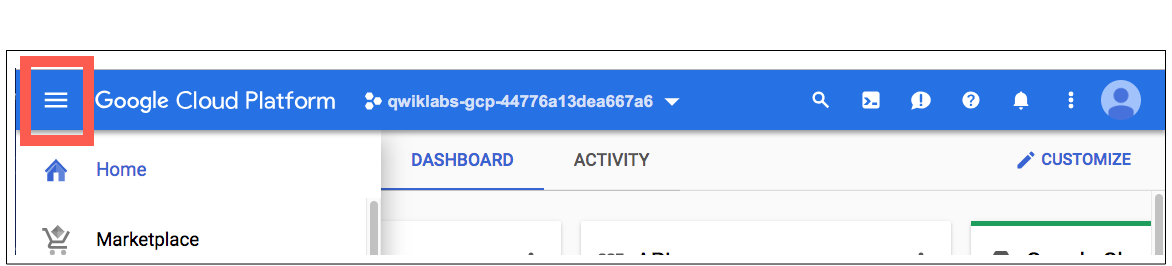 Google Cloud Platform qwiklabs-gcp-44776a13dea667a6
Home
DASHBOARD ACTIVITY CUSTOMIZE
Marketplace